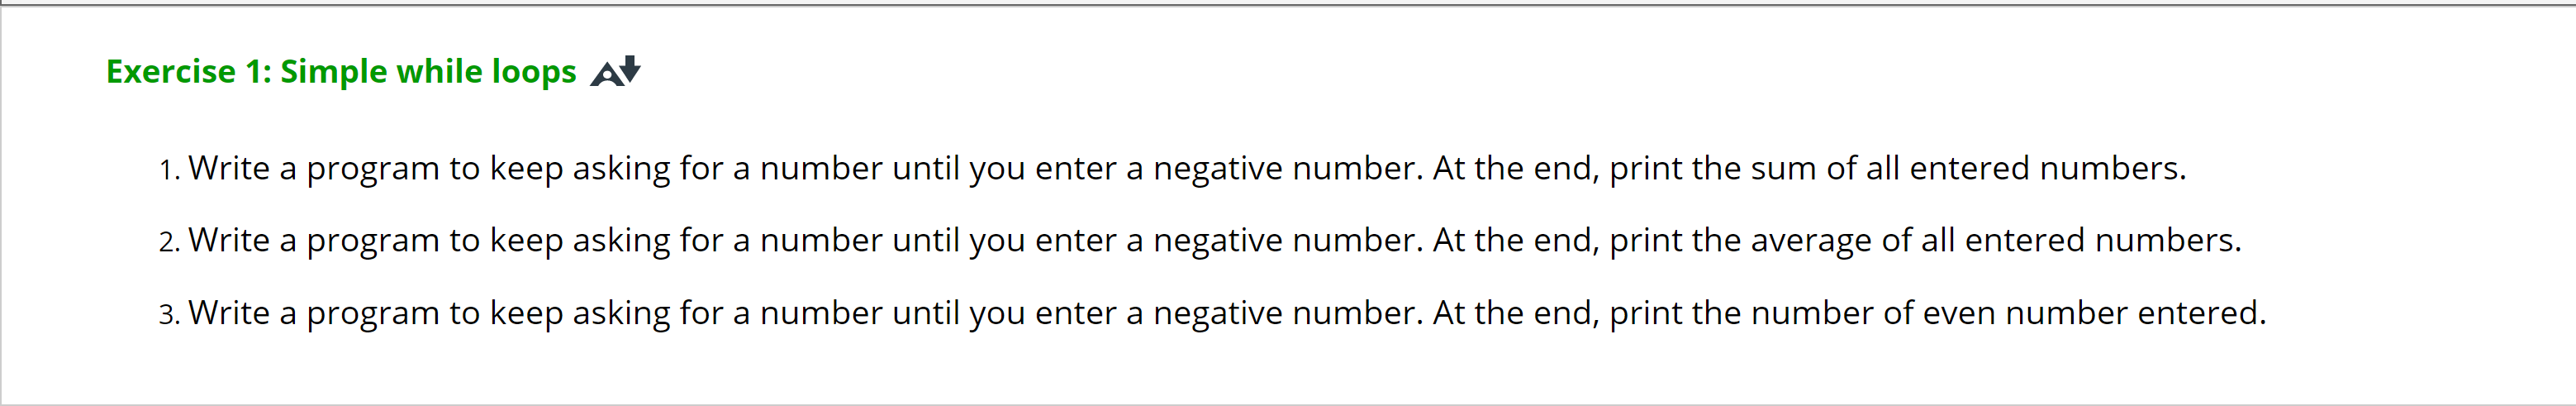 Exercise 1: Simple while loops
1. Write a program to keep asking for a number until you enter a negative number. At the end, print the sum of all entered numbers.
2. Write a program to keep asking for a number until you enter a negative number. At the end, print the average of all entered numbers.
3. Write a program to keep asking for a number until you enter a negative number. At the end, print the number of even number entered.